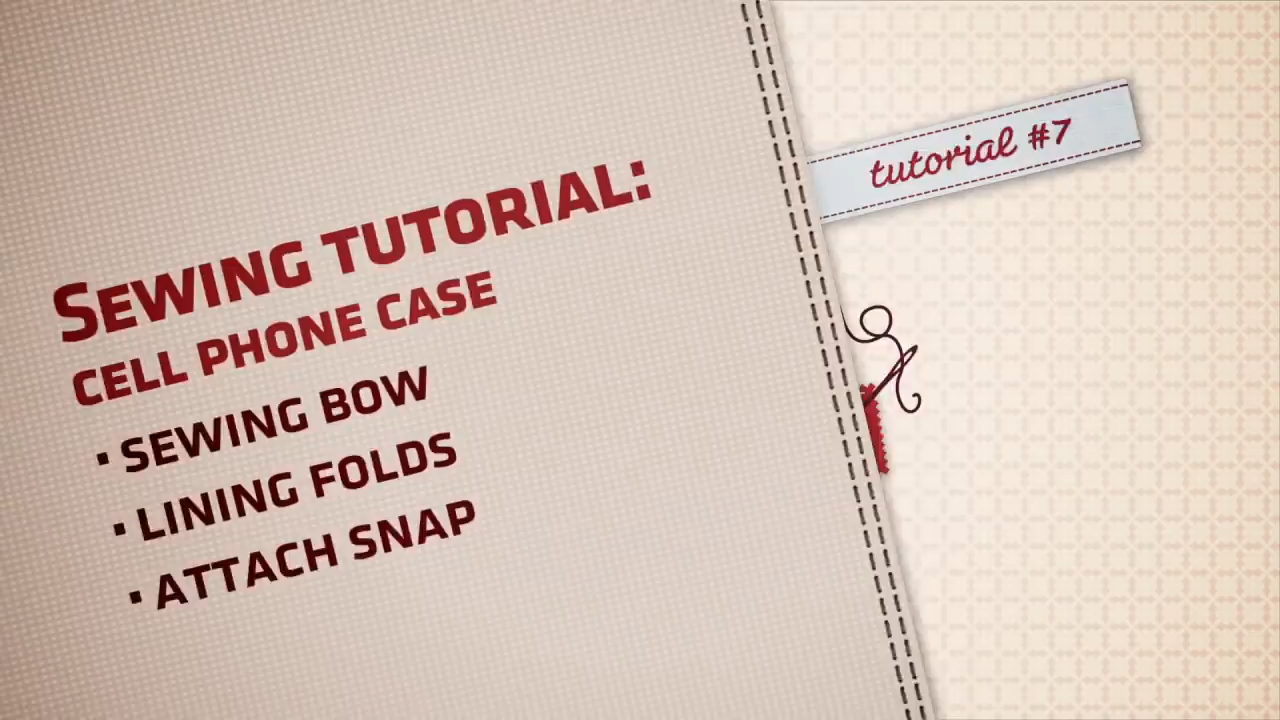 SEWING TUTORIAL:
CELL PHONE CASE
▪ SEWING BOW
▪ LINING FOLDS
▪ ATTACH SNAP
tutorial #7